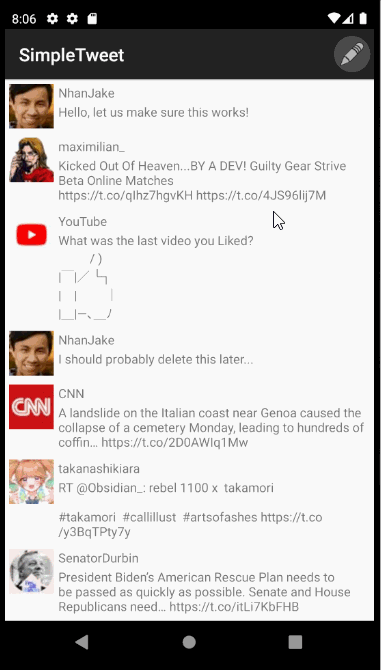 8:06
SimpleTweet
NhanJake
Hello, let us make sure this works!
maximilian_
Kicked Out Of Heaven...BY A DEV! Guilty Gear Strive
Beta Online Matches
https://t.co/qIhz7hgvKH https://t.co/4JS96lij7M
YouTube
What was the last video you Liked?
NhanJake
I should probably delete this later...
CNN
CNN
A landslide on the Italian coast near Genoa caused the
collapse of a cemetery Monday, leading to hundreds of
coffin… https://t.co/2D0AWIq1Mw
takanashikiara
RT @Obsidian_: rebel 1100 x takamori
#takamori #callillust #artsofashes https://t.co
/y3BqTPty7y
SenatorDurbin
President Biden’s American Rescue Plan needs to
be passed as quickly as possible. Senate and House
Republicans need… https://t.co/itLi7KbFHB